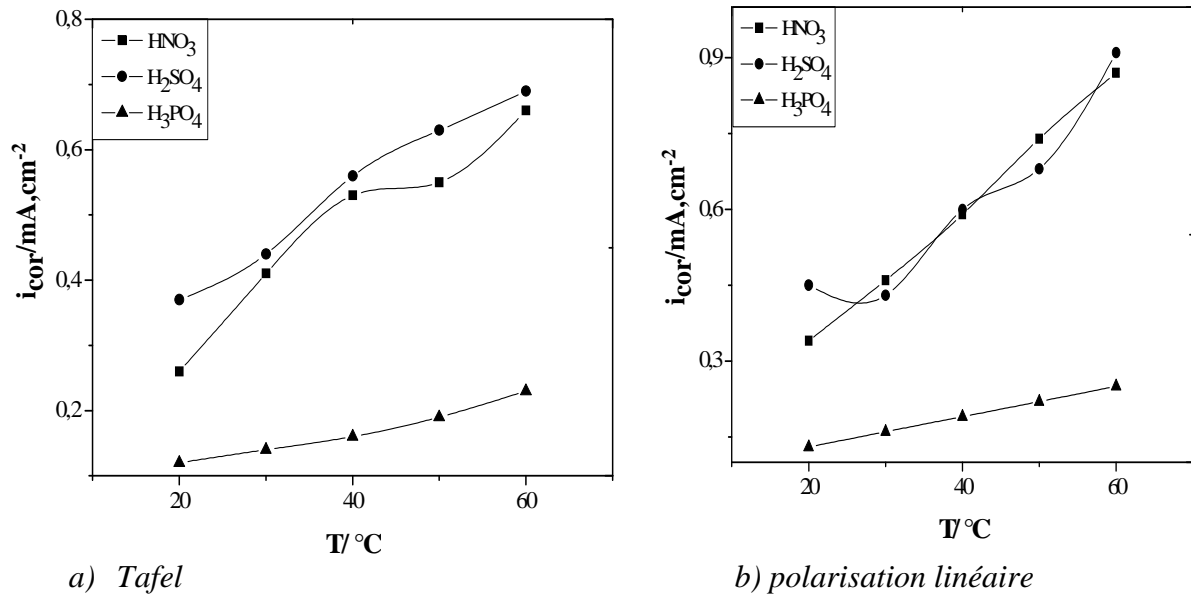 0,8
0,6
0,4
0,2
HNO3
H2SO4
H3PO4
icor/mA,cm-2
20
40
60
T/ °C
a) Tafel
0,9
0,6
0,3
HNO3
H2SO4
H3PO4
icor/mA,cm-2
20
40
60
T/ °C
b) polarisation linéaire